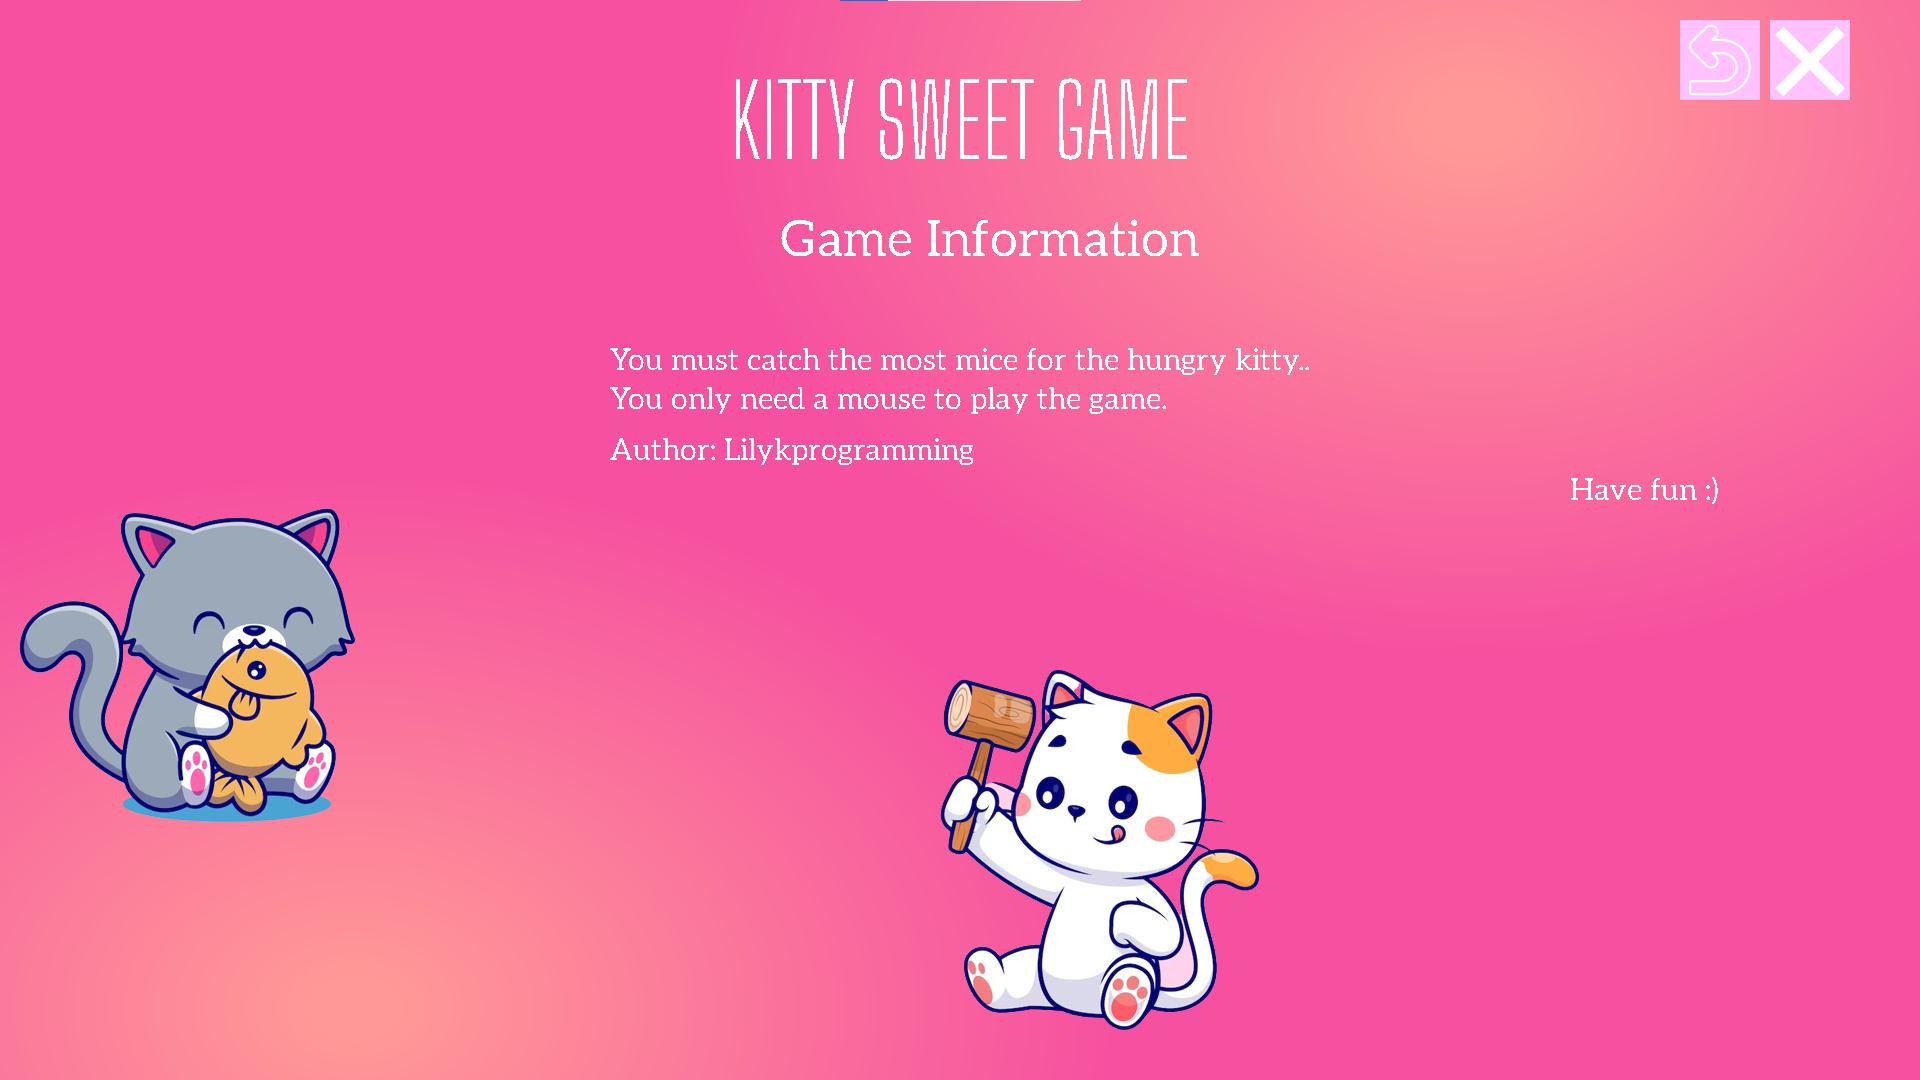 KITTY SWEET GAME
Game Information
You must catch the most mice for the hungry kitty..
You only need a mouse to play the game.
Author: Lilykprogramming
Have fun :)